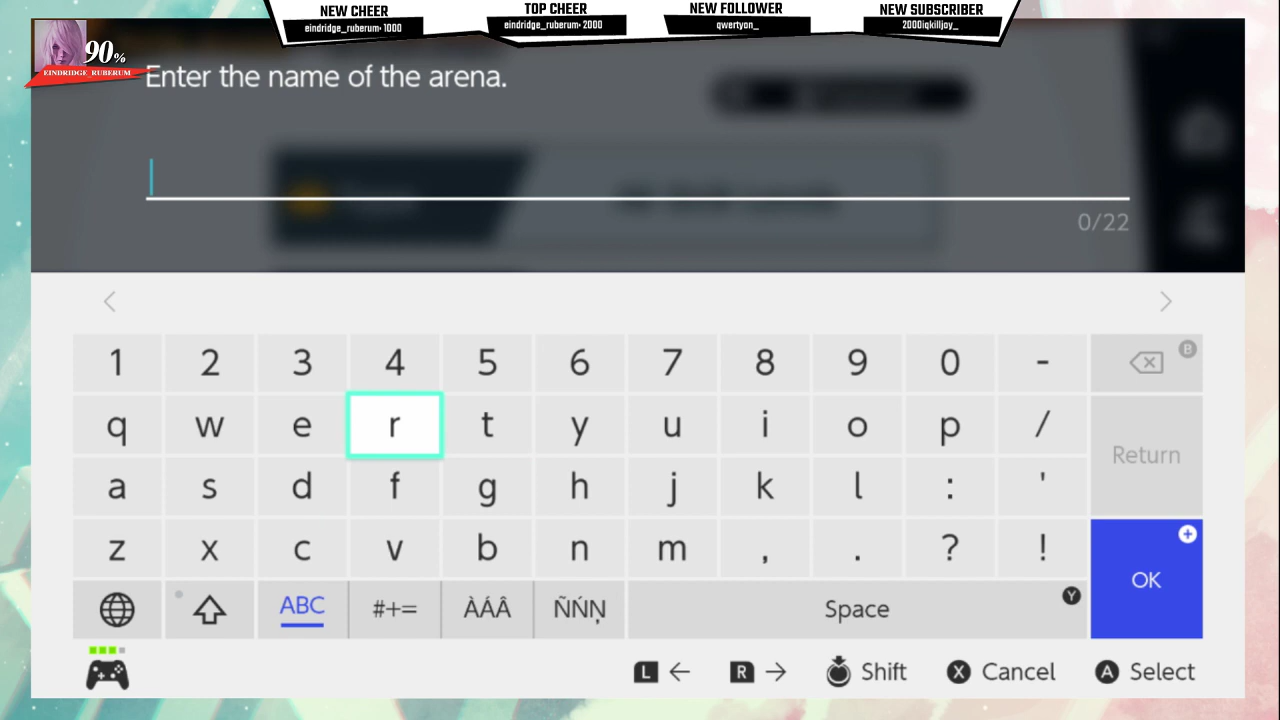 NEW CHEER
eindridge_ruberum· 1000
TOP CHEER
eindridge_ruberum· 2000
NEW FOLLOWER
qwertyon_
NEW SUBSCRIBER
2000iqkilljoy_
90%
EINDRIDGE_RUBERUM
Enter the name of the arena.
0/22
1 2 3 4 5 6 7 8 9 0 - B
q w e r t y u i o p / Return
a s d f g h j k l : '
z x c v b n m , . ? ! + OK
ABC #+= ÀÁÂ ÑŃŅ Space Y
L ← R → Shift X Cancel A Select